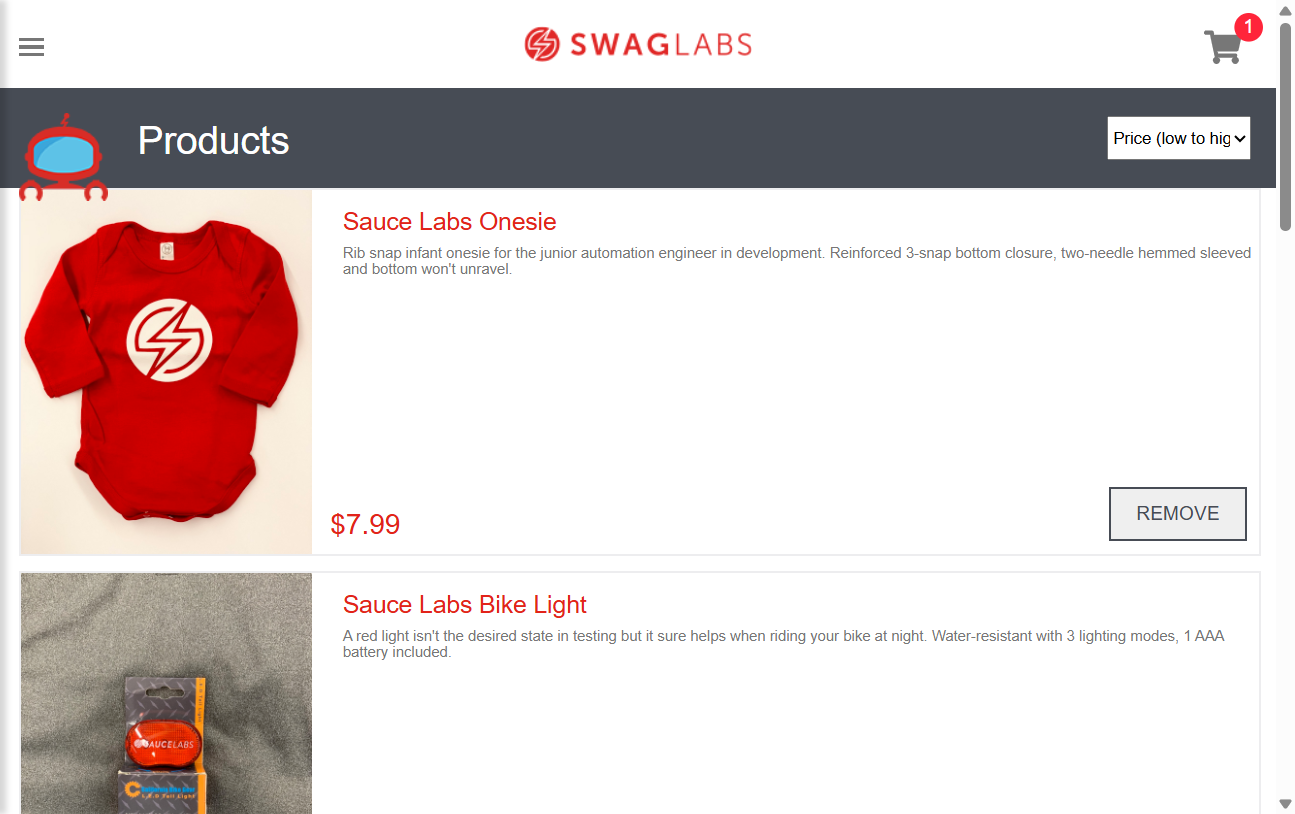 SWAGLABS
1
Products
Price (low to hig
Sauce Labs Onesie
Rib snap infant onesie for the junior automation engineer in development. Reinforced 3-snap bottom closure, two-needle hemmed sleeved
and bottom won't unravel.
$7.99
REMOVE
Sauce Labs Bike Light
A red light isn't the desired state in testing but it sure helps when riding your bike at night. Water-resistant with 3 lighting modes, 1 AAA
battery included.
SAUCELABS